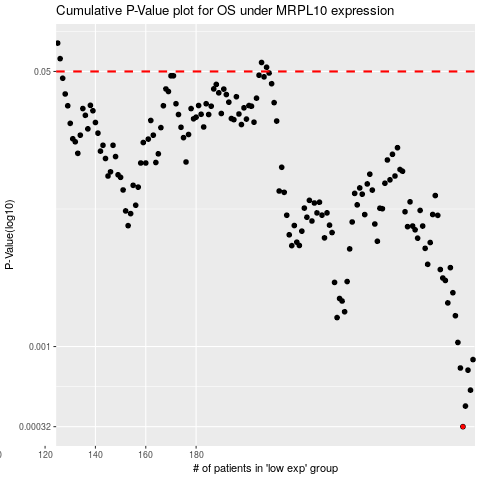 Cumulative P-Value plot for OS under MRPL10 expression
0.05
P-Value(log10)
0.001
0.00032
0 120 140 160 180
# of patients in 'low exp' group